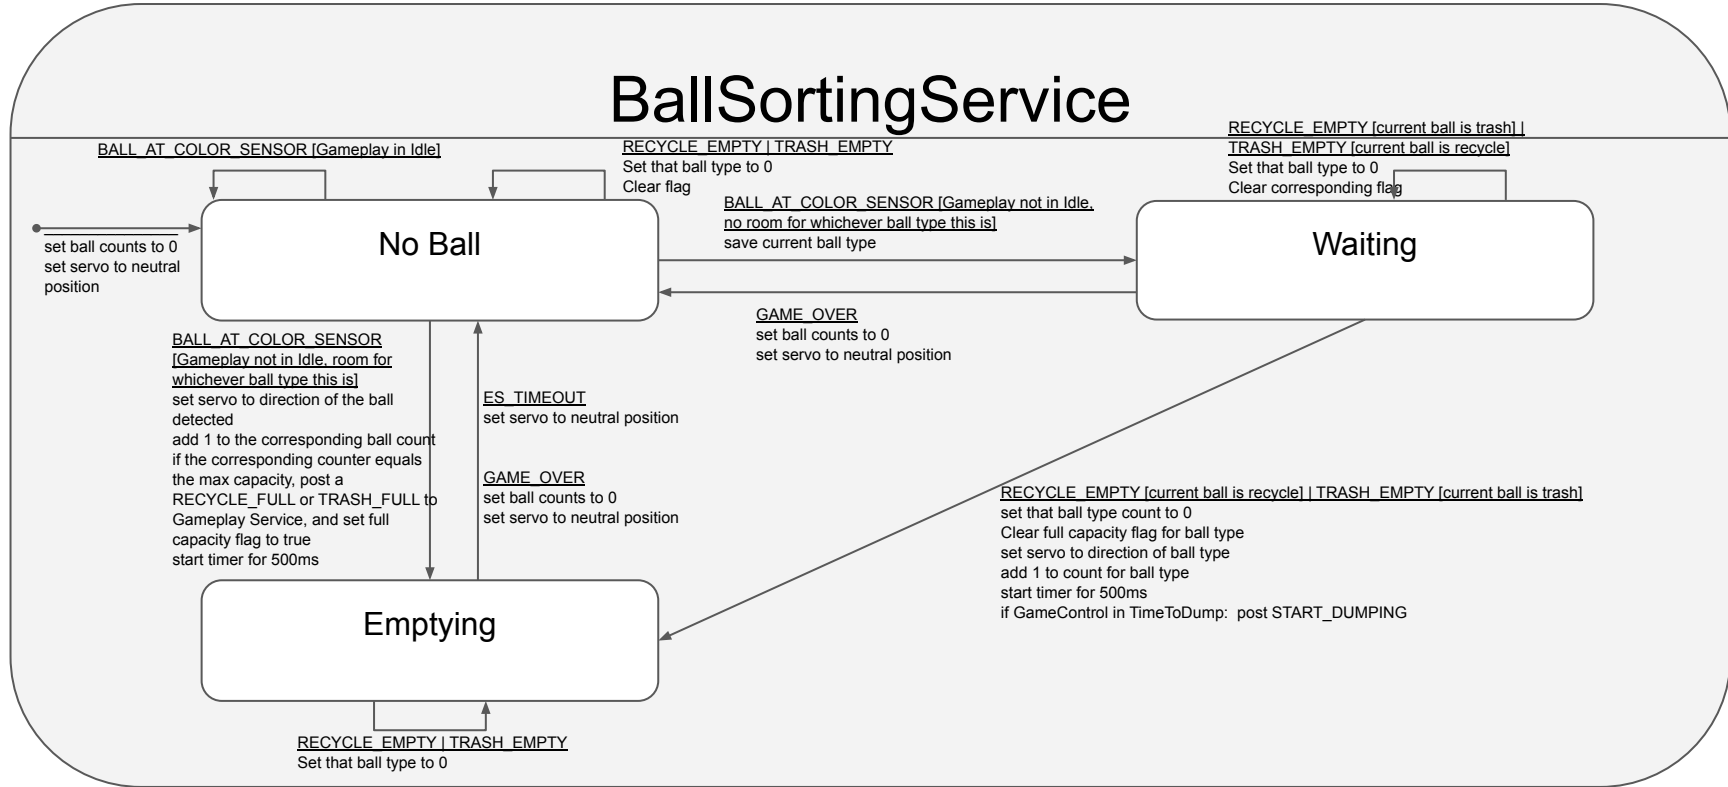 BallSortingService
BALL_AT_COLOR_SENSOR [Gameplay in Idle]
RECYCLE_EMPTY | TRASH_EMPTY
Set that ball type to 0
Clear flag
RECYCLE_EMPTY [current ball is trash] |
TRASH_EMPTY [current ball is recycle]
Set that ball type to 0
Clear corresponding flag
set ball counts to 0
set servo to neutral
position
No Ball
BALL_AT_COLOR_SENSOR [Gameplay not in Idle,
no room for whichever ball type this is]
save current ball type
Waiting
GAME_OVER
set ball counts to 0
set servo to neutral position
BALL_AT_COLOR_SENSOR
[Gameplay not in Idle, room for
whichever ball type this is]
set servo to direction of the ball
detected
add 1 to the corresponding ball count
if the corresponding counter equals
the max capacity, post a
RECYCLE_FULL or TRASH_FULL to
Gameplay Service, and set full
capacity flag to true
start timer for 500ms
ES_TIMEOUT
set servo to neutral position
GAME_OVER
set ball counts to 0
set servo to neutral position
RECYCLE_EMPTY [current ball is recycle] | TRASH_EMPTY [current ball is trash]
set that ball type count to 0
Clear full capacity flag for ball type
set servo to direction of ball type
add 1 to count for ball type
start timer for 500ms
if GameControl in TimeToDump:  post START_DUMPING
Emptying
RECYCLE_EMPTY | TRASH_EMPTY
Set that ball type to 0